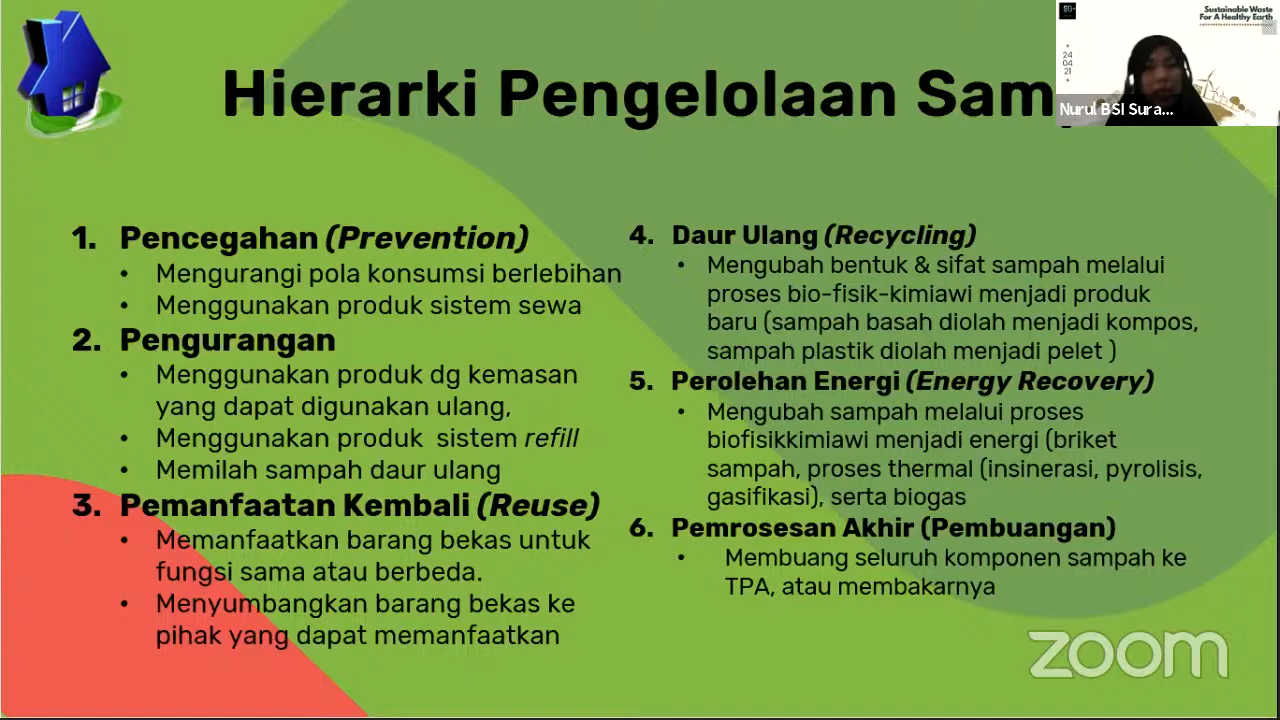 Sustainable Waste
For A Healthy Earth
24
04
21
Nurul BSI Sura...
Hierarki Pengelolaan
1. Pencegahan (Prevention)
• Mengurangi pola konsumsi berlebihan
• Menggunakan produk sistem sewa
2. Pengurangan
• Menggunakan produk dg kemasan
yang dapat digunakan ulang,
• Menggunakan produk sistem refill
• Memilah sampah daur ulang
3. Pemanfaatan Kembali (Reuse)
• Memanfaatkan barang bekas untuk
fungsi sama atau berbeda.
• Menyumbangkan barang bekas ke
pihak yang dapat memanfaatkan
4. Daur Ulang (Recycling)
• Mengubah bentuk & sifat sampah melalui
proses bio-fisik-kimiawi menjadi produk
baru (sampah basah diolah menjadi kompos,
sampah plastik diolah menjadi pelet )
5. Perolehan Energi (Energy Recovery)
• Mengubah sampah melalui proses
biofisikkimiawi menjadi energi (briket
sampah, proses thermal (insinerasi, pyrolisis,
gasifikasi), serta biogas
6. Pemrosesan Akhir (Pembuangan)
• Membuang seluruh komponen sampah ke
TPA, atau membakarnya
zoom